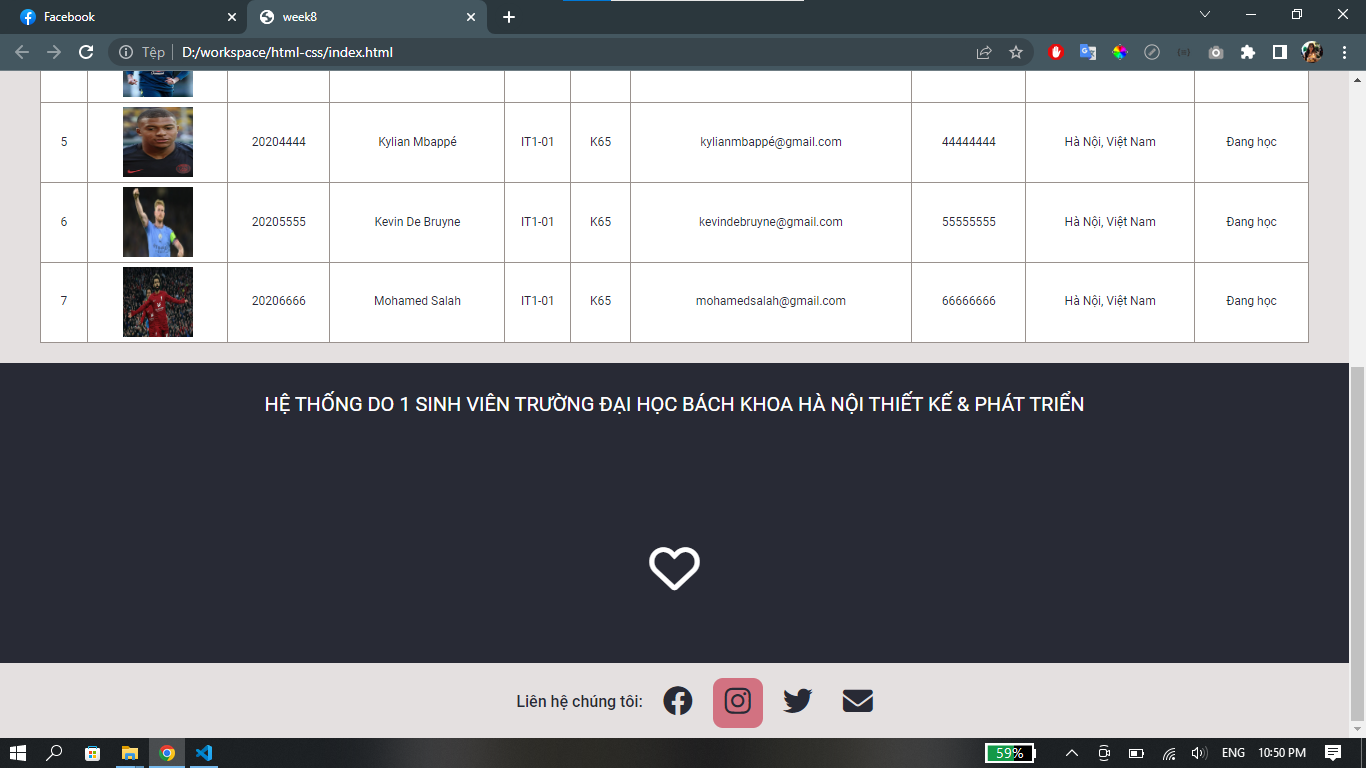 Facebook
week8
Tệp D:/workspace/html-css/index.html
5 20204444 Kylian Mbappé IT1-01 K65 kylianmbappé@gmail.com 44444444 Hà Nội, Việt Nam Đang học
6 20205555 Kevin De Bruyne IT1-01 K65 kevindebruyne@gmail.com 55555555 Hà Nội, Việt Nam Đang học
7 20206666 Mohamed Salah IT1-01 K65 mohamedsalah@gmail.com 66666666 Hà Nội, Việt Nam Đang học
HỆ THỐNG DO 1 SINH VIÊN TRƯỜNG ĐẠI HỌC BÁCH KHOA HÀ NỘI THIẾT KẾ & PHÁT TRIỂN
Liên hệ chúng tôi:
59% ENG 10:50 PM